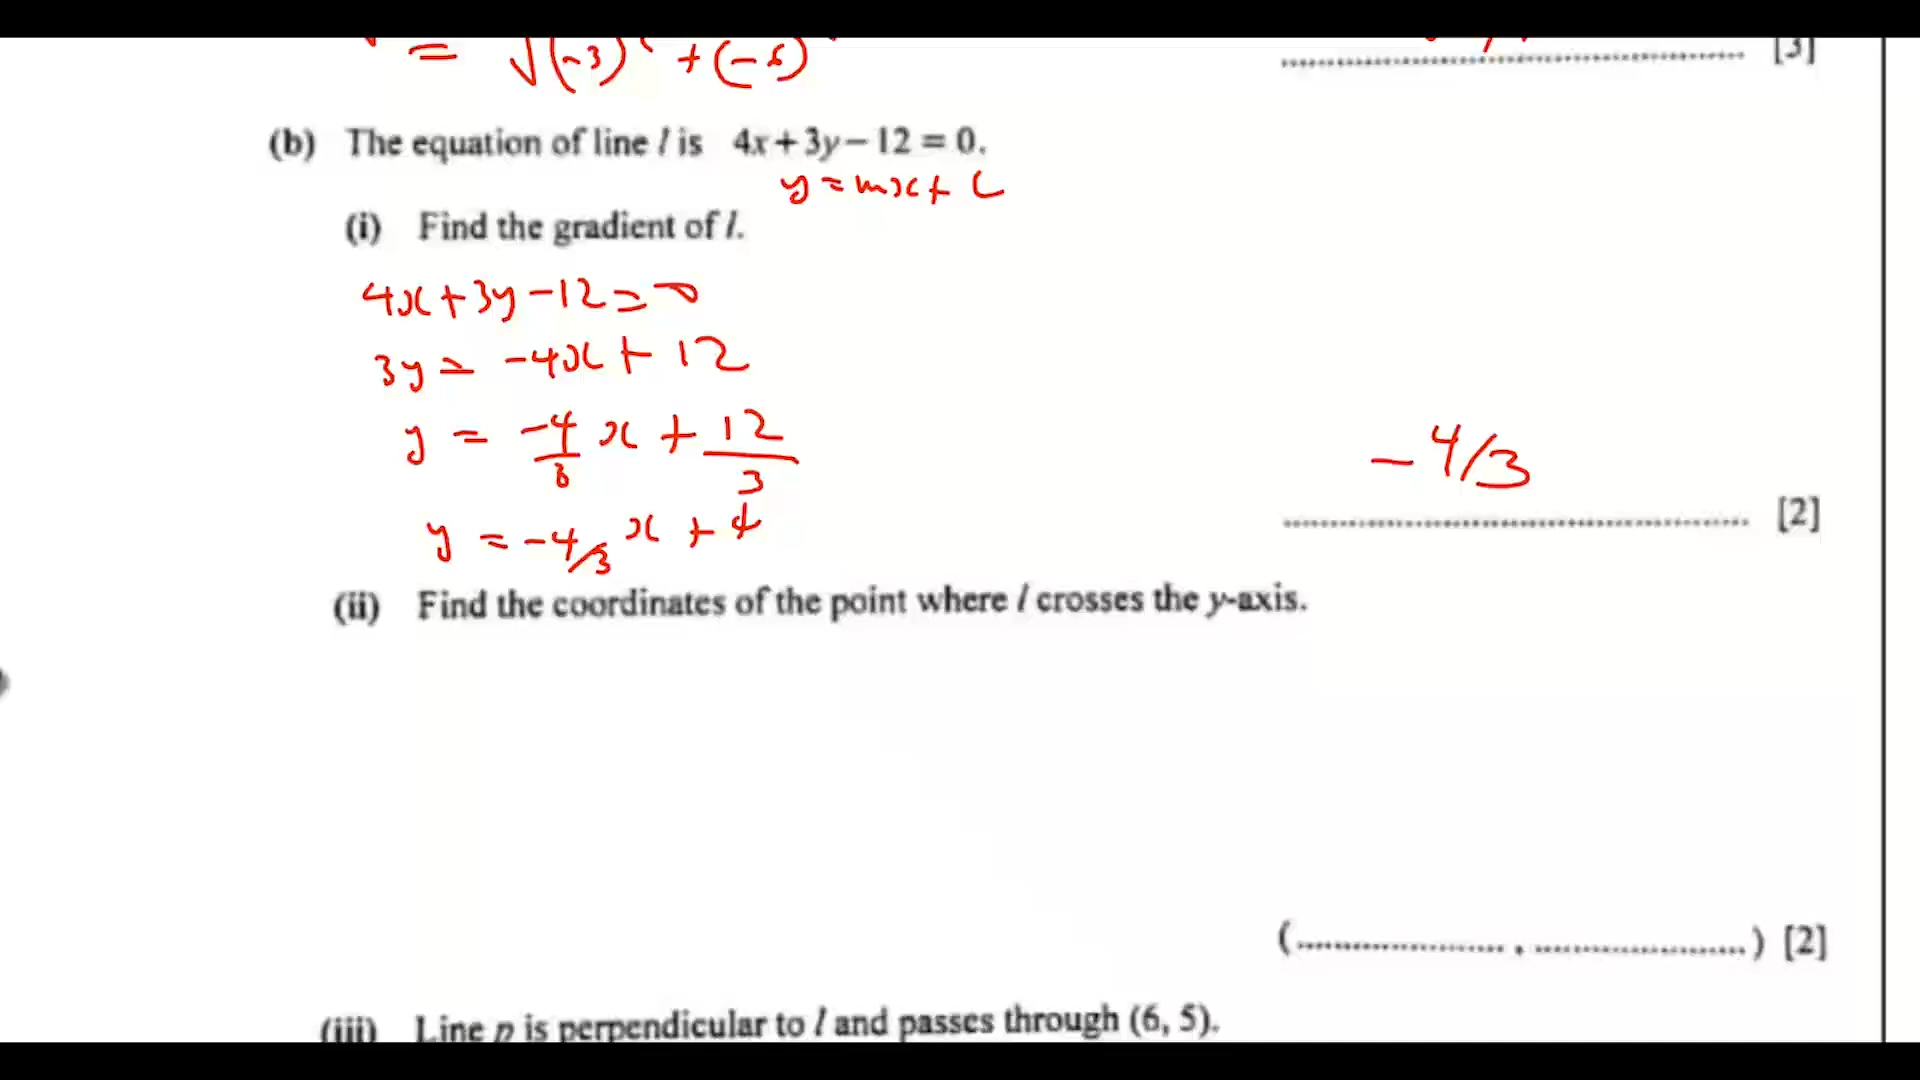 = √(-3) + (-6)
[3]
(b) The equation of line l is 4x + 3y − 12 = 0.
y = mx + c
(i) Find the gradient of l.
4x + 3y - 12 = 0
3y = -4x + 12
y = -4/3 x + 12/3
y = -4/3 x + 4
-4/3
[2]
(ii) Find the coordinates of the point where l crosses the y-axis.
(.................... , ....................) [2]
(iii) Line p is perpendicular to l and passes through (6, 5).